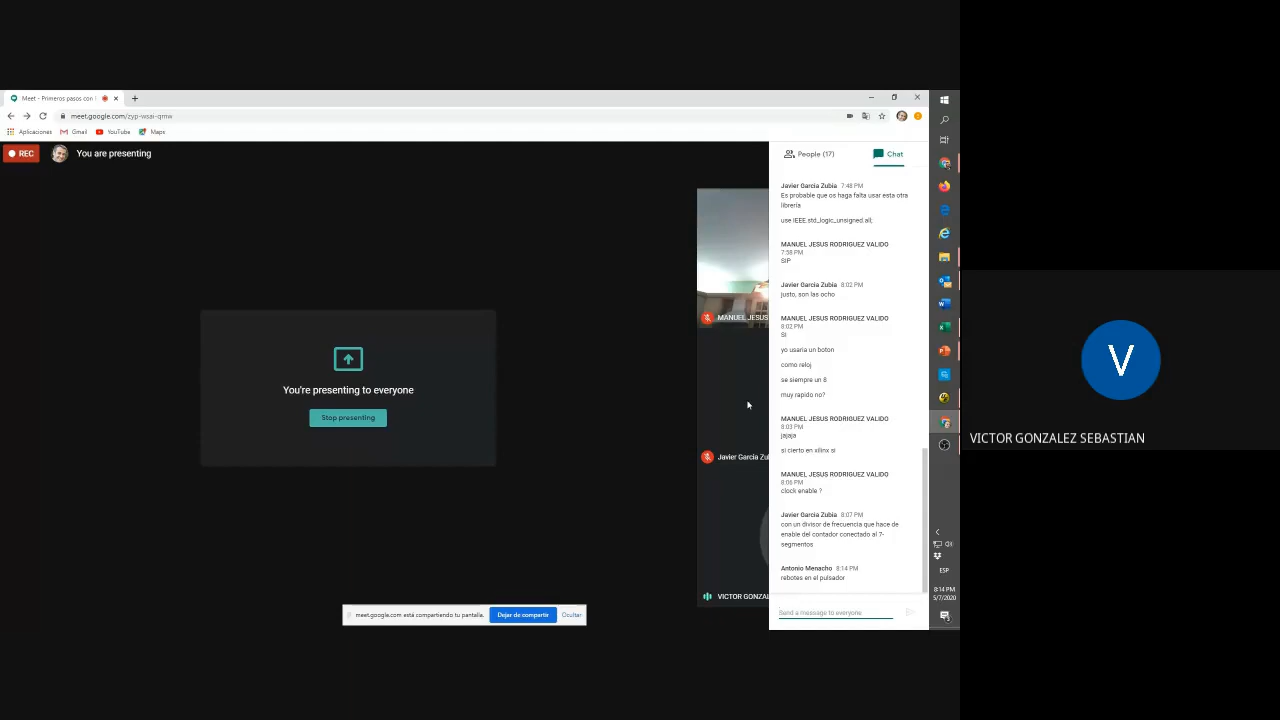 Meet - Primeros pasos con
meet.google.com/zyp-wsai-qmw
Aplicaciones
Gmail
YouTube
Maps
REC
You are presenting
People (17)
Chat
Javier Garcia Zubia 7:48 PM
Es probable que os haga falta usar esta otra
librería
use IEEE.std_logic_unsigned.all;
MANUEL JESUS RODRIGUEZ VALIDO
7:58 PM
SIP
Javier Garcia Zubia 8:02 PM
justo, son las ocho
MANUEL JESUS RODRIGUEZ VALIDO
8:02 PM
SI
yo usaria un boton
como reloj
se siempre un 8
muy rapido no?
MANUEL JESUS RODRIGUEZ VALIDO
8:03 PM
jajaja
si cierto en xilinx si
MANUEL JESUS RODRIGUEZ VALIDO
8:06 PM
clock enable ?
Javier Garcia Zubia 8:07 PM
con un divisor de frecuencia que hace de
enable del contador conectado al 7-
segmentos
Antonio Menacho 8:14 PM
rebotes en el pulsador
Send a message to everyone
You're presenting to everyone
Stop presenting
MANUEL JESUS
Javier Garcia Zu
VICTOR GONZAL
meet.google.com está compartiendo tu pantalla.
Dejar de compartir
Ocultar
ESP
8:14 PM
5/7/2020
V
VICTOR GONZALEZ SEBASTIAN